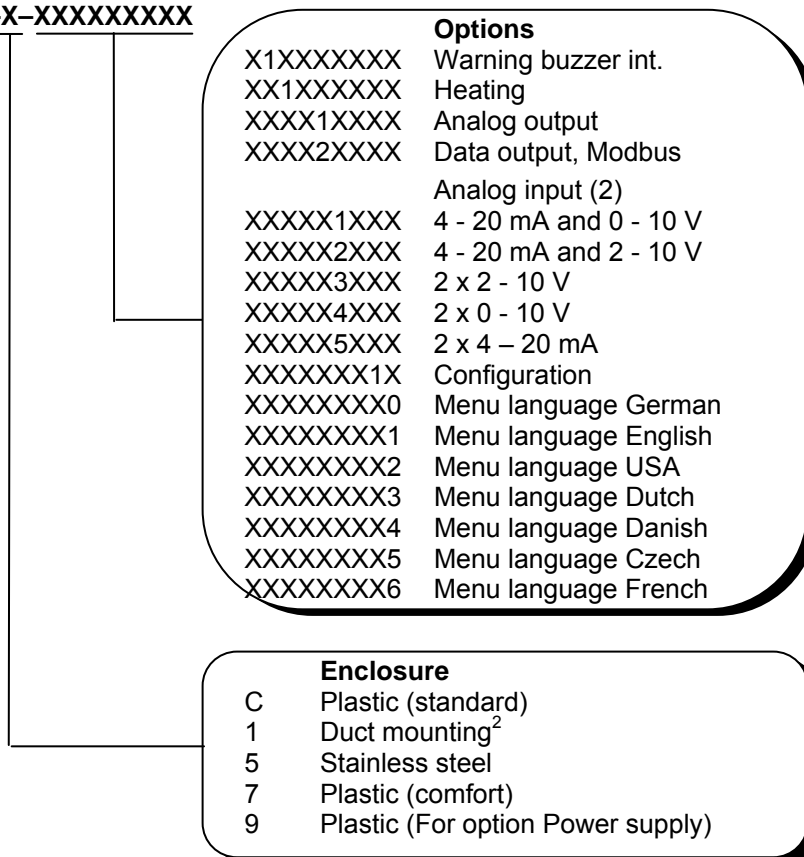 X–XXXXXXXXX
Options
X1XXXXXXX Warning buzzer int.
XX1XXXXXX Heating
XXXX1XXXX Analog output
XXXX2XXXX Data output, Modbus
Analog input (2)
XXXXX1XXX 4 - 20 mA and 0 - 10 V
XXXXX2XXX 4 - 20 mA and 2 - 10 V
XXXXX3XXX 2 x 2 - 10 V
XXXXX4XXX 2 x 0 - 10 V
XXXXX5XXX 2 x 4 – 20 mA
XXXXXXX1X Configuration
XXXXXXXX0 Menu language German
XXXXXXXX1 Menu language English
XXXXXXXX2 Menu language USA
XXXXXXXX3 Menu language Dutch
XXXXXXXX4 Menu language Danish
XXXXXXXX5 Menu language Czech
XXXXXXXX6 Menu language French
Enclosure
C Plastic (standard)
1 Duct mounting²
5 Stainless steel
7 Plastic (comfort)
9 Plastic (For option Power supply)